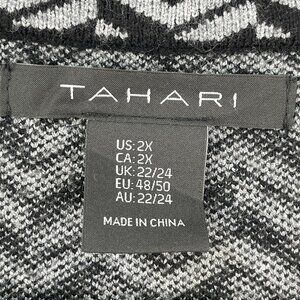 TAHARI
US: 2X
CA: 2X
UK: 22/24
EU: 48/50
AU: 22/24
MADE IN CHINA